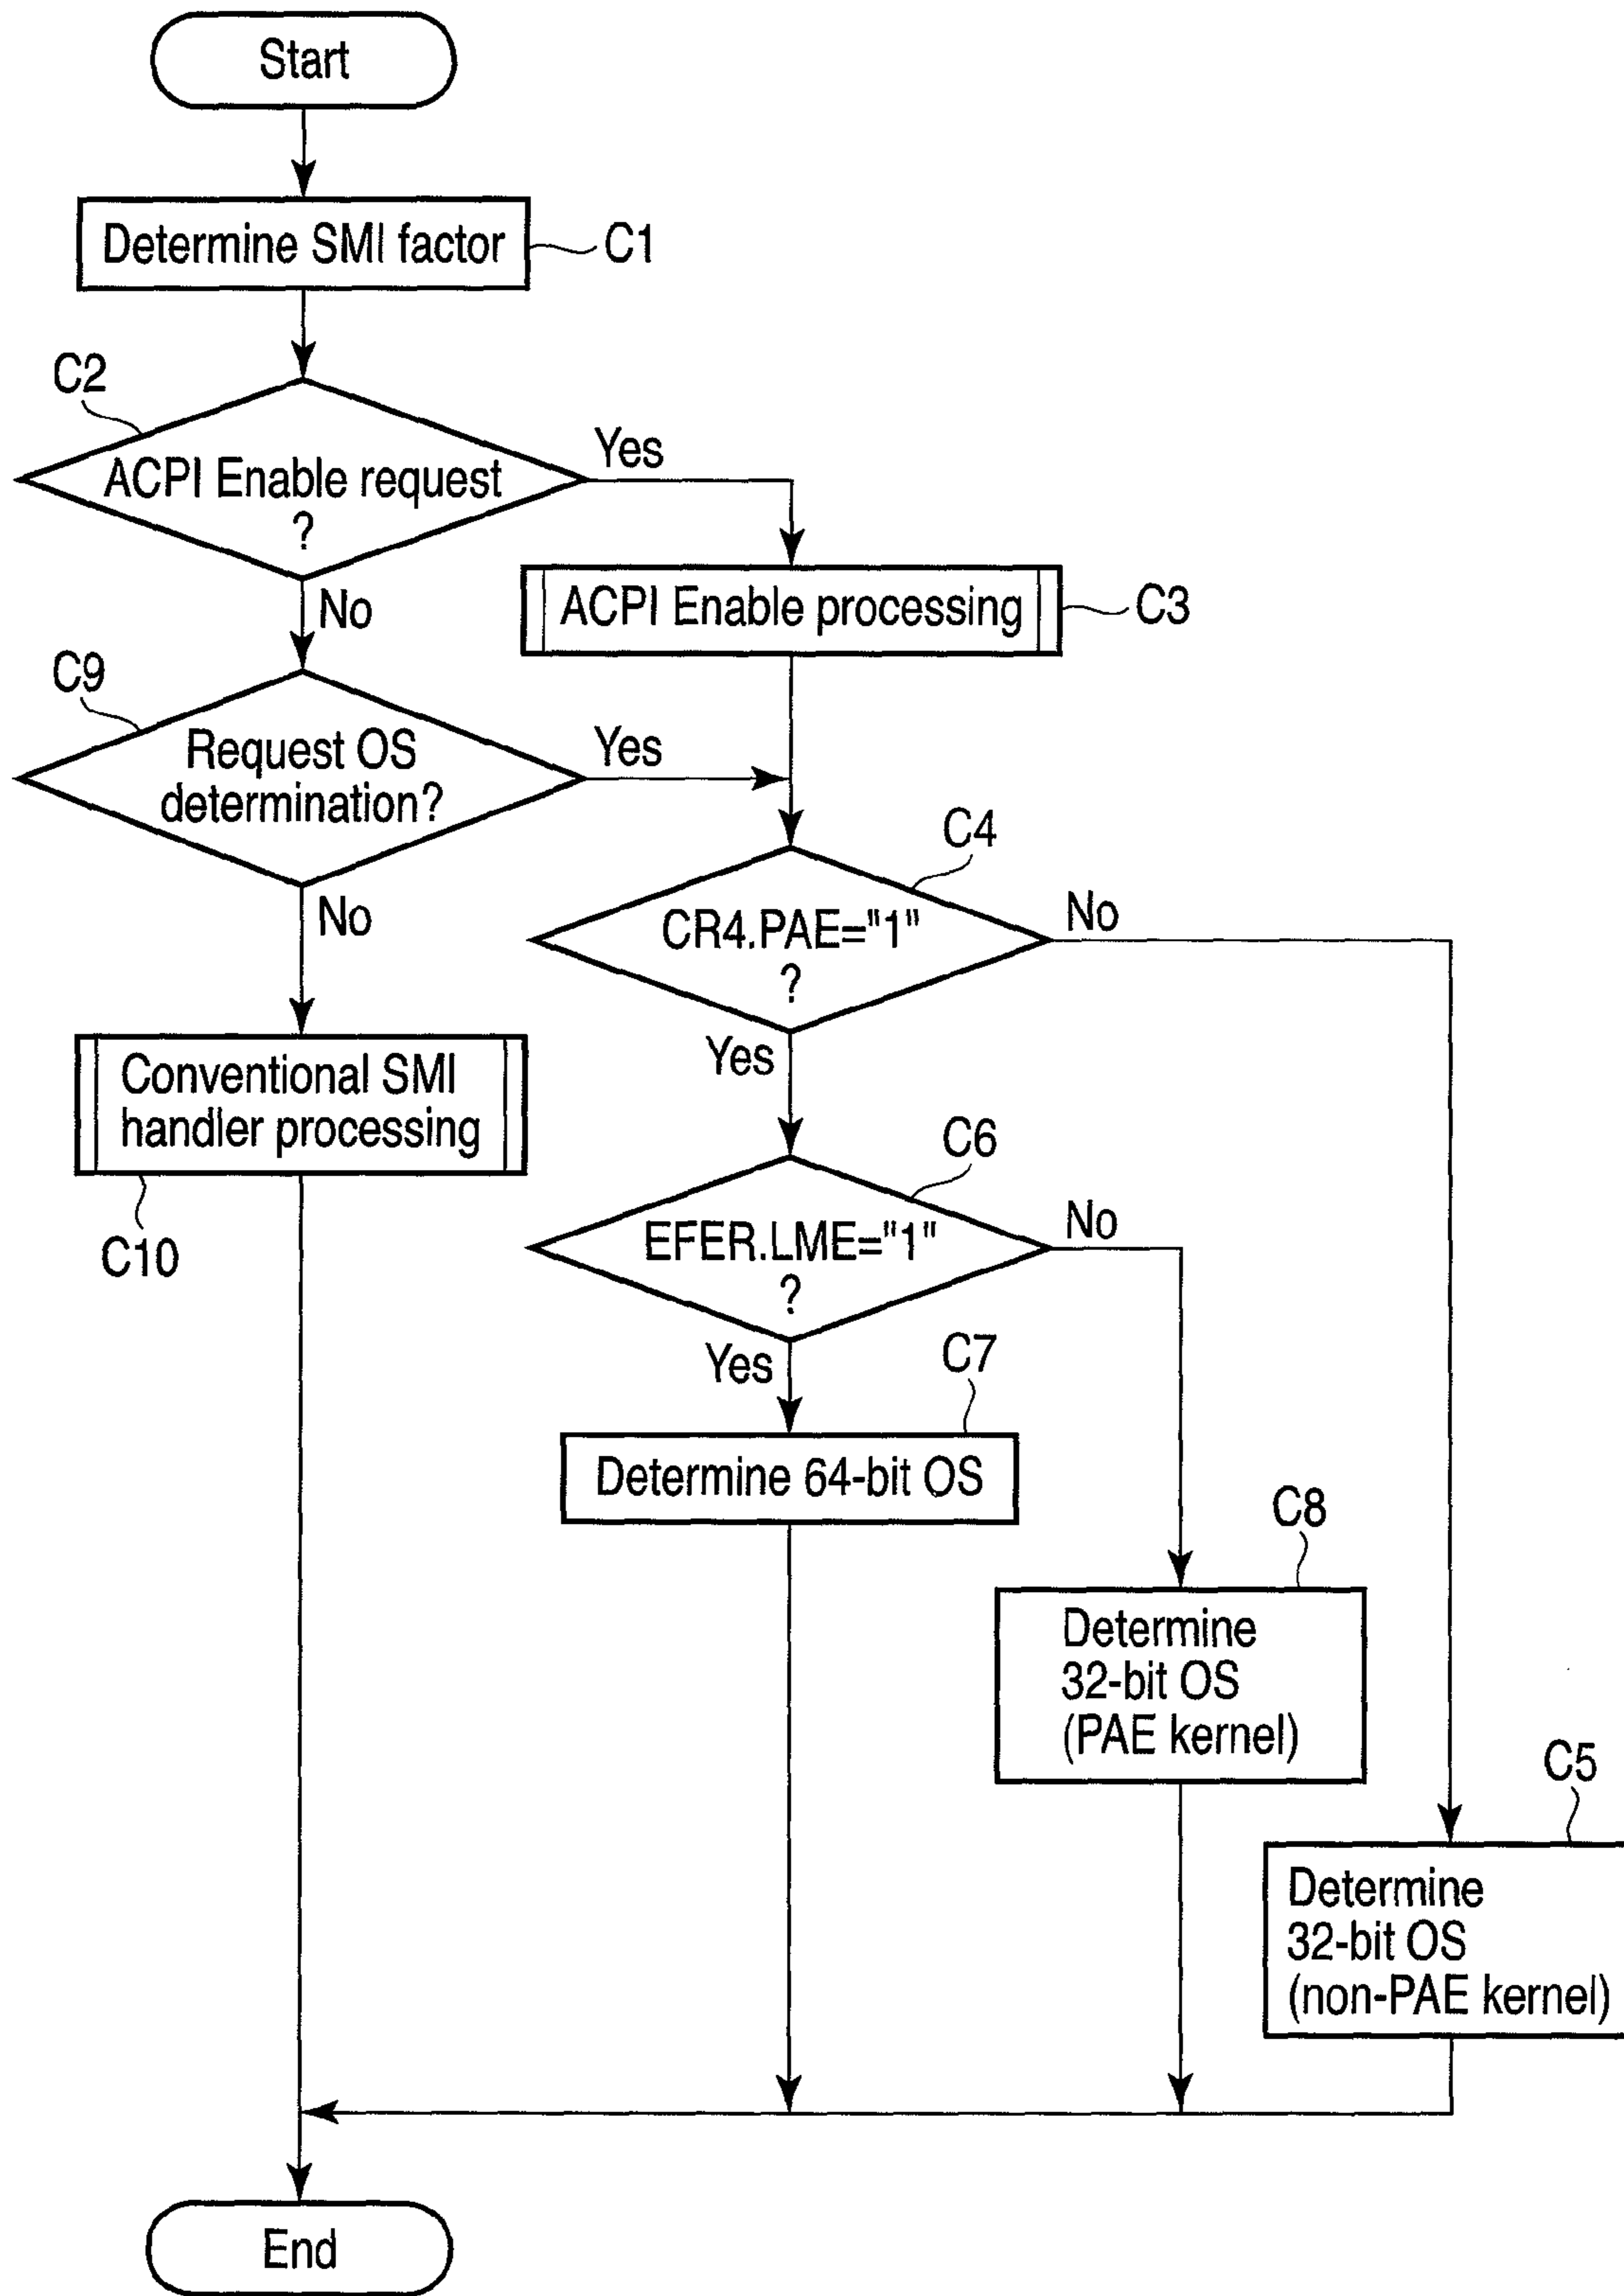 Start
Determine SMI factor
C1
C2
ACPI Enable request
?
Yes
No
ACPI Enable processing
C3
C9
Request OS
determination?
Yes
No
C4
CR4.PAE="1"
?
No
Yes
Conventional SMI
handler processing
C10
C6
EFER.LME="1"
?
No
Yes
C7
Determine 64-bit OS
C8
Determine
32-bit OS
(PAE kernel)
C5
Determine
32-bit OS
(non-PAE kernel)
End